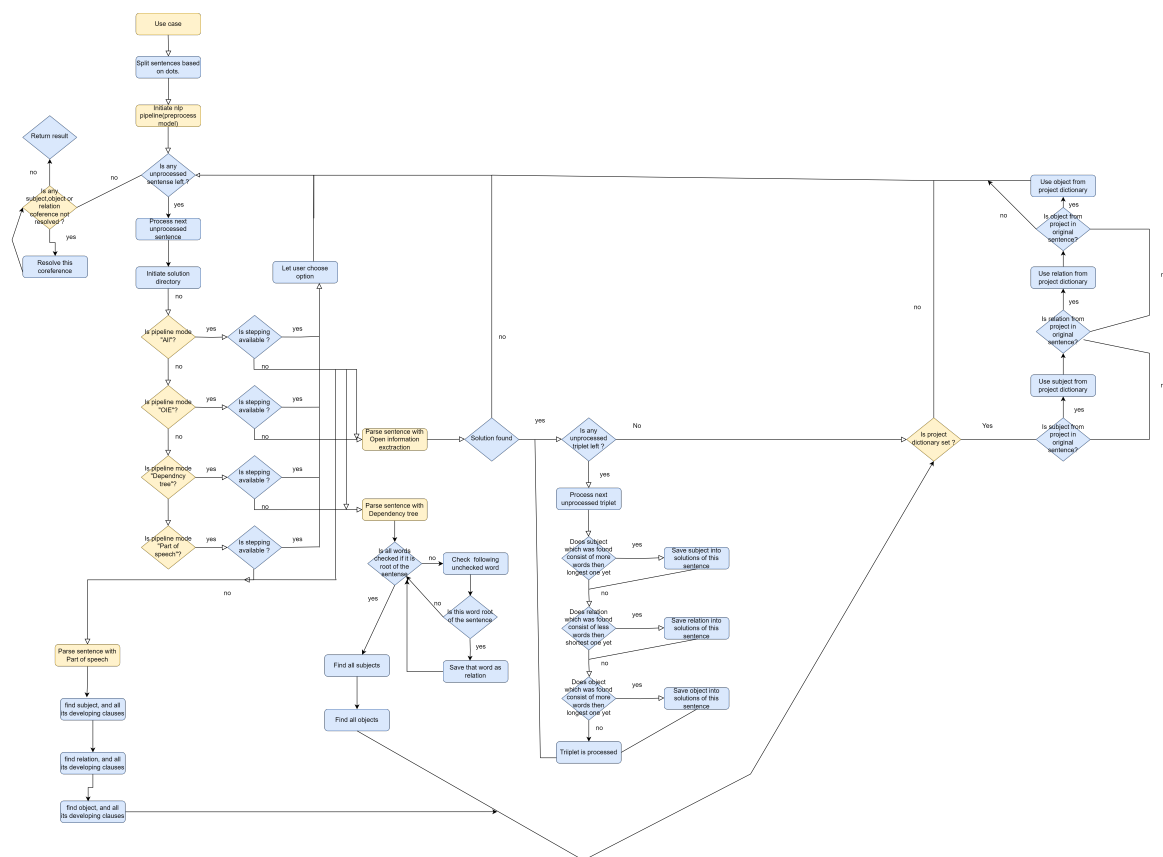 Use case
Split sentences based
on dots.
Initiate nlp
pipeline(preprocess
model)
Return result
Is any
unprocessed
sentense left ?
no
no
yes
Is any
subject,object or
relation
coference not
resolved ?
Process next
unprocessed
sentence
yes
Resolve this
coreference
Initiate solution
directory
no
Let user choose
option
Is pipeline mode
"All"?
yes
Is stepping
available ?
yes
no
no
Is pipeline mode
"OIE"?
yes
Is stepping
available ?
yes
no
no
Is pipeline mode
"Dependncy
tree"?
yes
Is stepping
available ?
yes
no
no
Is pipeline mode
"Part of
speech"?
yes
Is stepping
available ?
yes
no
Parse sentence with
Part of speech
find subject, and all
its developing clauses
find relation, and all
its developing clauses
find object, and all
its developing clauses
Parse sentence with
Open information
exctraction
Parse sentence with
Dependency tree
Is all words
checked if it is
root of the
sentense
no
Check following
unchecked word
Is this word root
of the sentence
no
yes
yes
Save that word as
relation
Find all subjects
Find all objects
Solution found
no
yes
Is any
unprocessed
triplet left ?
No
yes
Process next
unprocessed triplet
Does subject
which was found
consist of more
words then
longest one yet
yes
Save subject into
solutions of this
sentence
no
Does relation
which was found
consist of less
words then
shortest one yet
yes
Save relation into
solutions of this
sentence
no
Does object
which was found
consist of more
words then
longest one yet
yes
Save object into
solutions of this
sentence
no
Triiplet is processed
no
Is project
dictionary set ?
Yes
Use object from
project dictionary
yes
no
Is object from
project in
original
sentence?
Use relation from
project dictionary
yes
Is relation from
project in
original
sentence?
Use subject from
project dictionary
yes
Is subject from
project in
original
sentence?